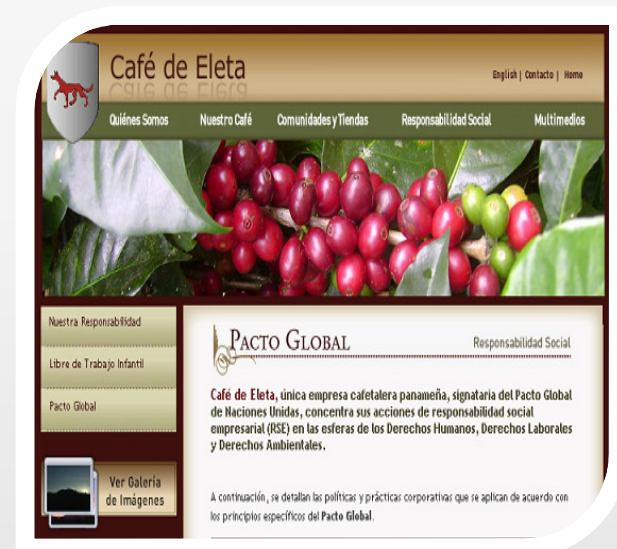 Café de Eleta
English | Contacto | Home
Quiénes Somos Nuestro Café Comunidades y Tiendas Responsabilidad Social Multimedios
Nuestra Responsabilidad
Libre de Trabajo Infantil
Pacto Global
Ver Galería
de Imágenes
PACTO GLOBAL
Responsabilidad Social
Café de Eleta, única empresa cafetalera panameña, signataria del Pacto Global
de Naciones Unidas, concentra sus acciones de responsabilidad social
empresarial (RSE) en las esferas de los Derechos Humanos, Derechos Laborales
y Derechos Ambientales.
A continuación, se detallan las políticas y prácticas corporativas que se aplican de acuerdo con
los principios específicos del Pacto Global.